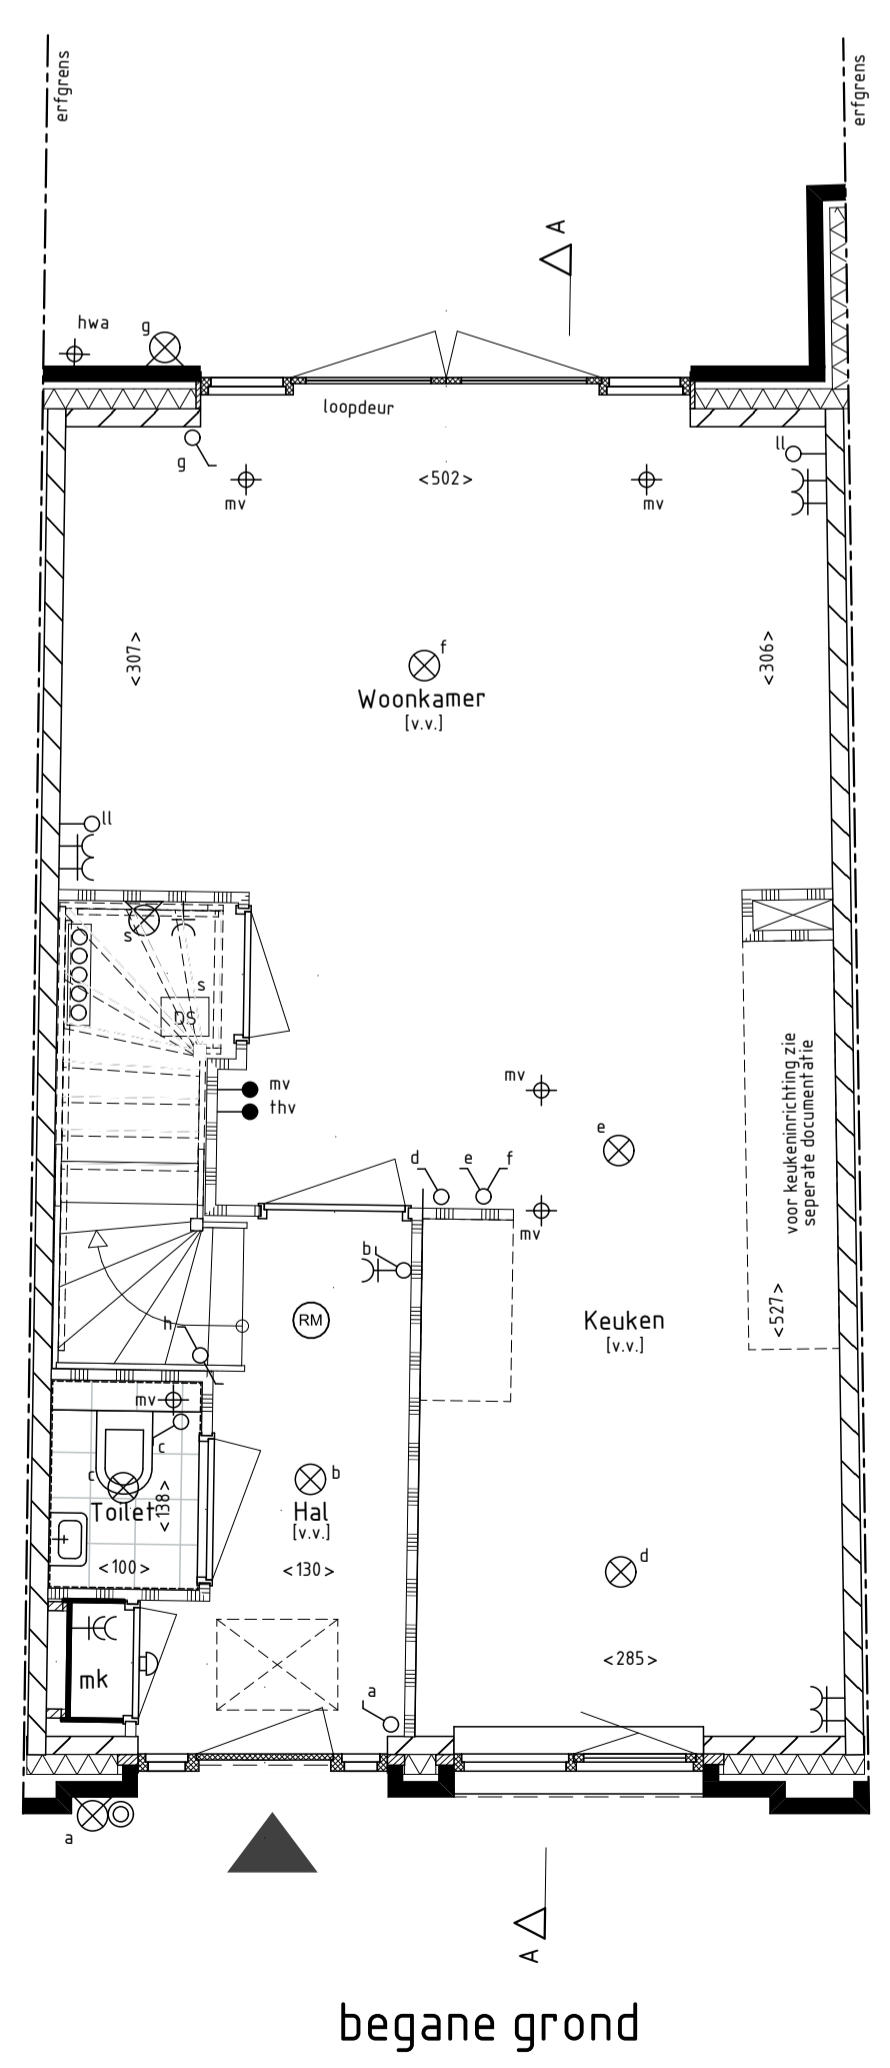 erfgrens
erfgrens
A
hwa
g
loopdeur
g
ll
mv
<502>
mv
<307>
<306>
f
Woonkamer
[v.v.]
ll
s
s
mv
thv
mv
e
voor keukeninrichting zie
seperate documentatie
d
e
f
mv
b
<527>
h
RM
Keuken
[v.v.]
mv
c
c
b
Toilet
<138>
Hal
[v.v.]
<100>
<130>
d
<285>
mk
a
a
A
begane grond